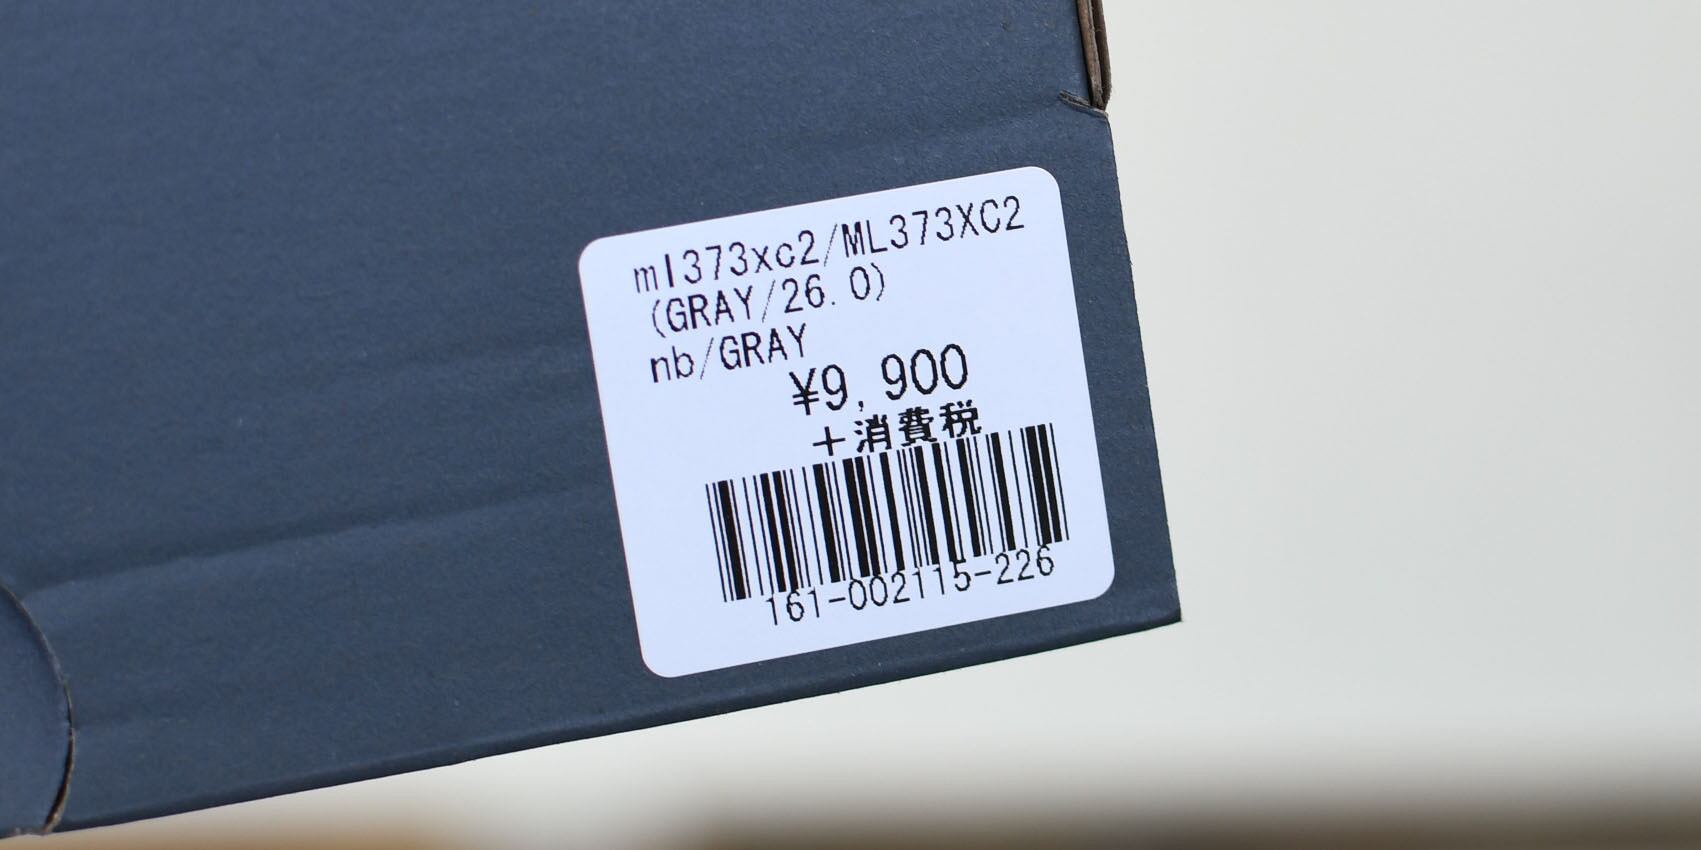 ml373xc2/ML373XC2
(GRAY/26.0)
nb/GRAY
¥9,900
+消費税
161-002115-226